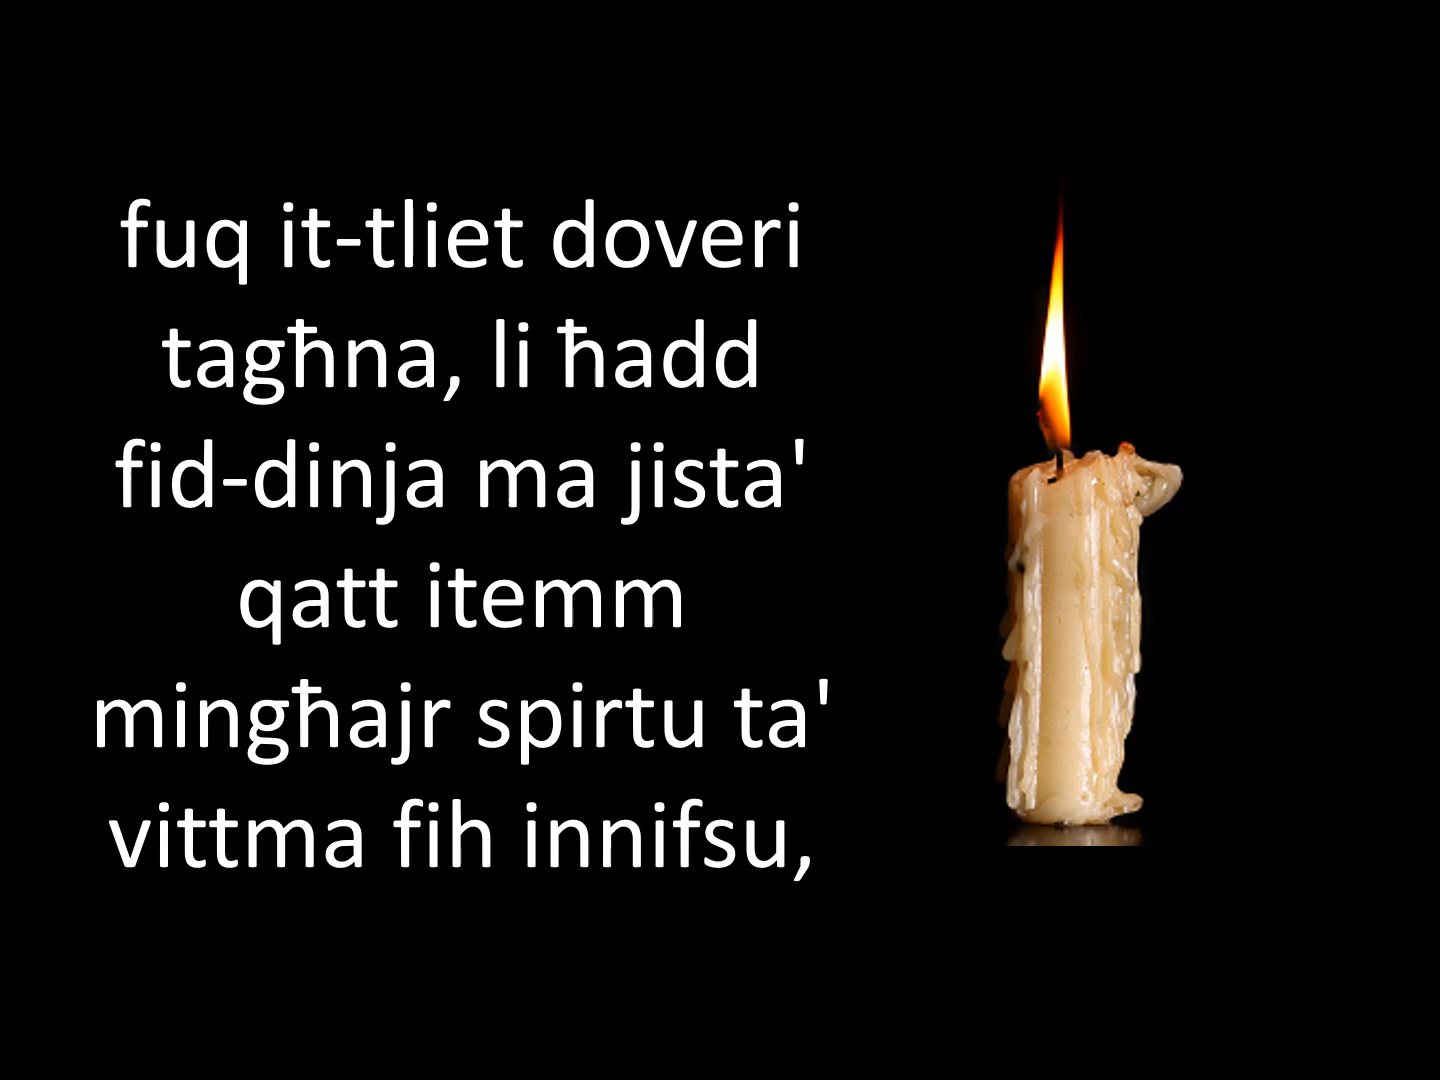 fuq it-tliet doveri
tagħna, li ħadd
fid-dinja ma jista'
qatt itemm
mingħajr spirtu ta'
vittma fih innifsu,